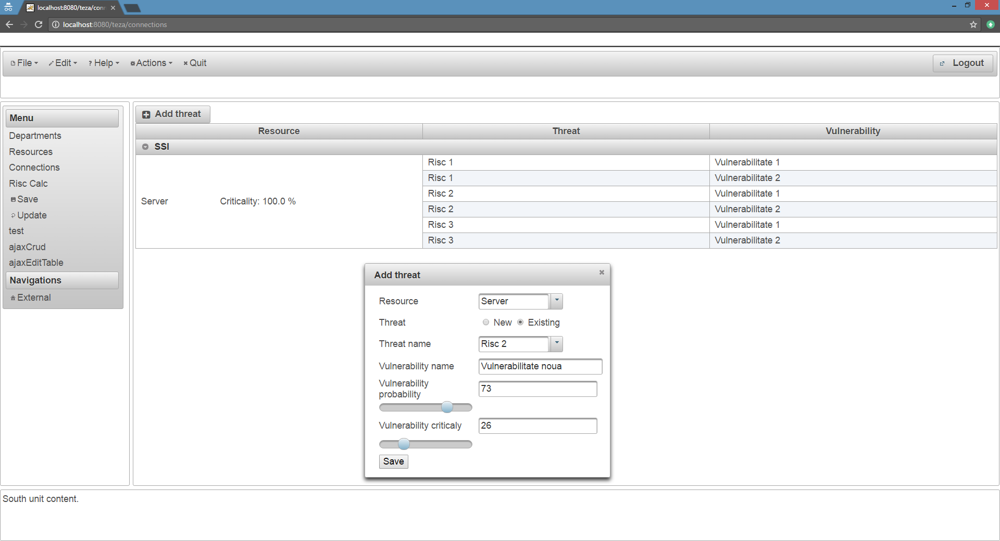 localhost:8080/teza/conn
localhost:8080/teza/connections
File Edit Help Actions Quit Logout
Menu
Departments
Resources
Connections
Risc Calc
Save
Update
test
ajaxCrud
ajaxEditTable
Navigations
External
Add threat
Resource Threat Vulnerability
SSI
Server Criticality: 100.0 %
Risc 1 Vulnerabilitate 1
Risc 1 Vulnerabilitate 2
Risc 2 Vulnerabilitate 1
Risc 2 Vulnerabilitate 2
Risc 3 Vulnerabilitate 1
Risc 3 Vulnerabilitate 2
Add threat
Resource Server
Threat New Existing
Threat name Risc 2
Vulnerability name Vulnerabilitate noua
Vulnerability
probability 73
Vulnerability criticaly 26
Save
South unit content.